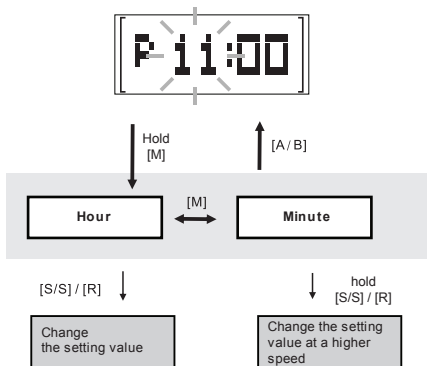 P 11:00
Hold
[M]
[A/B]
Hour
[M]
Minute
[S/S] / [R]
hold
[S/S] / [R]
Change
the setting value
Change the setting
value at a higher
speed